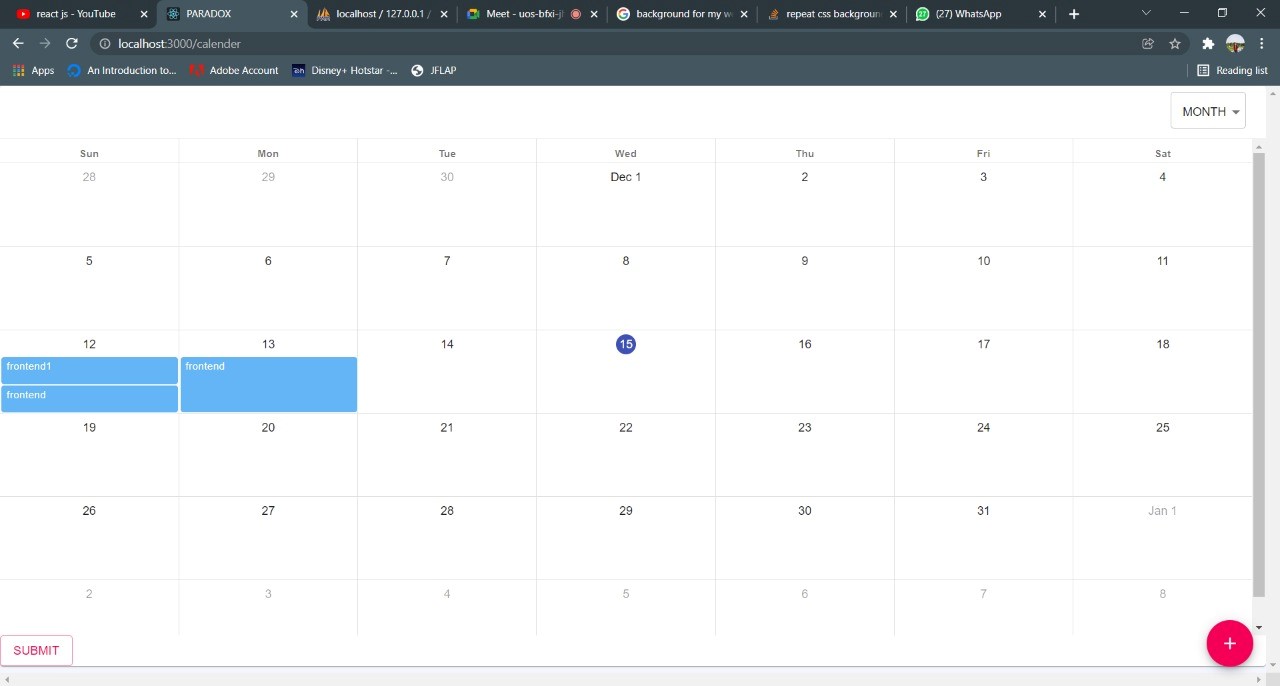 react js - YouTube
PARADOX
localhost / 127.0.0.1 /
Meet - uos-bfxi-jf
background for my w
repeat css background
(27) WhatsApp
localhost:3000/calender
Apps
An Introduction to...
Adobe Account
Disney+ Hotstar -...
JFLAP
Reading list
MONTH
Sun Mon Tue Wed Thu Fri Sat
28 29 30 Dec 1 2 3 4
5 6 7 8 9 10 11
12 13 14 15 16 17 18
frontend1 frontend
frontend
19 20 21 22 23 24 25
26 27 28 29 30 31 Jan 1
2 3 4 5 6 7 8
SUBMIT
+